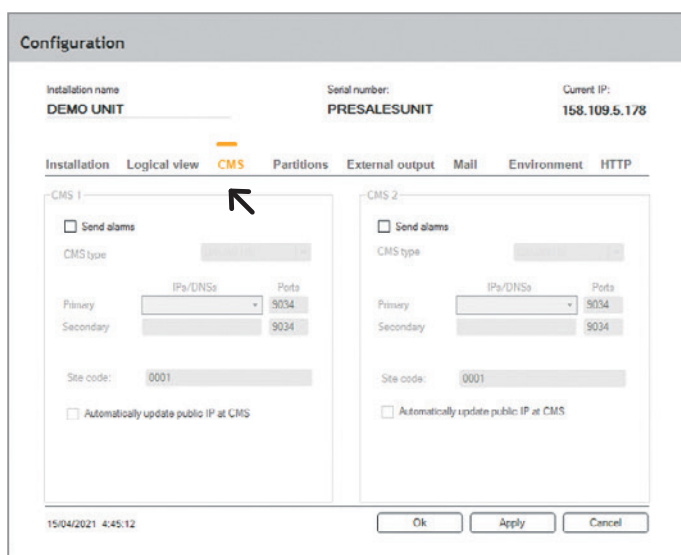 Configuration
Installation name Serial number: Current IP:
DEMO UNIT PRESALESUNIT 158.109.5.178
Installation Logical view CMS Partitions External output Mail Environment HTTP
CMS 1 CMS 2
Send alarms Send alarms
CMS type CMS type
IPs/DNSs Ports IPs/DNSs Ports
Primary 9034 Primary 9034
Secondary 9034 Secondary 9034
Site code: 0001 Site code: 0001
Automatically update public IP at CMS Automatically update public IP at CMS
15/04/2021 4:45:12 Ok Apply Cancel